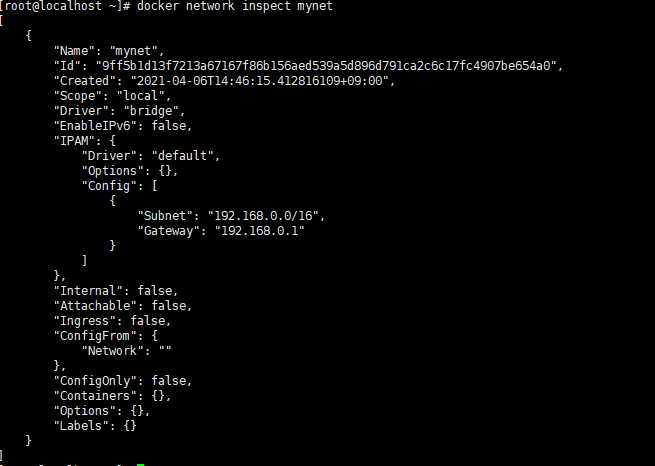 [root@localhost ~]# docker network inspect mynet
[
    {
        "Name": "mynet",
        "Id": "9ff5b1d13f7213a67167f86b156aed539a5d896d791ca2c6c17fc4907be654a0",
        "Created": "2021-04-06T14:46:15.412816109+09:00",
        "Scope": "local",
        "Driver": "bridge",
        "EnableIPv6": false,
        "IPAM": {
            "Driver": "default",
            "Options": {},
            "Config": [
                {
                    "Subnet": "192.168.0.0/16",
                    "Gateway": "192.168.0.1"
                }
            ]
        },
        "Internal": false,
        "Attachable": false,
        "Ingress": false,
        "ConfigFrom": {
            "Network": ""
        },
        "ConfigOnly": false,
        "Containers": {},
        "Options": {},
        "Labels": {}
    }
]